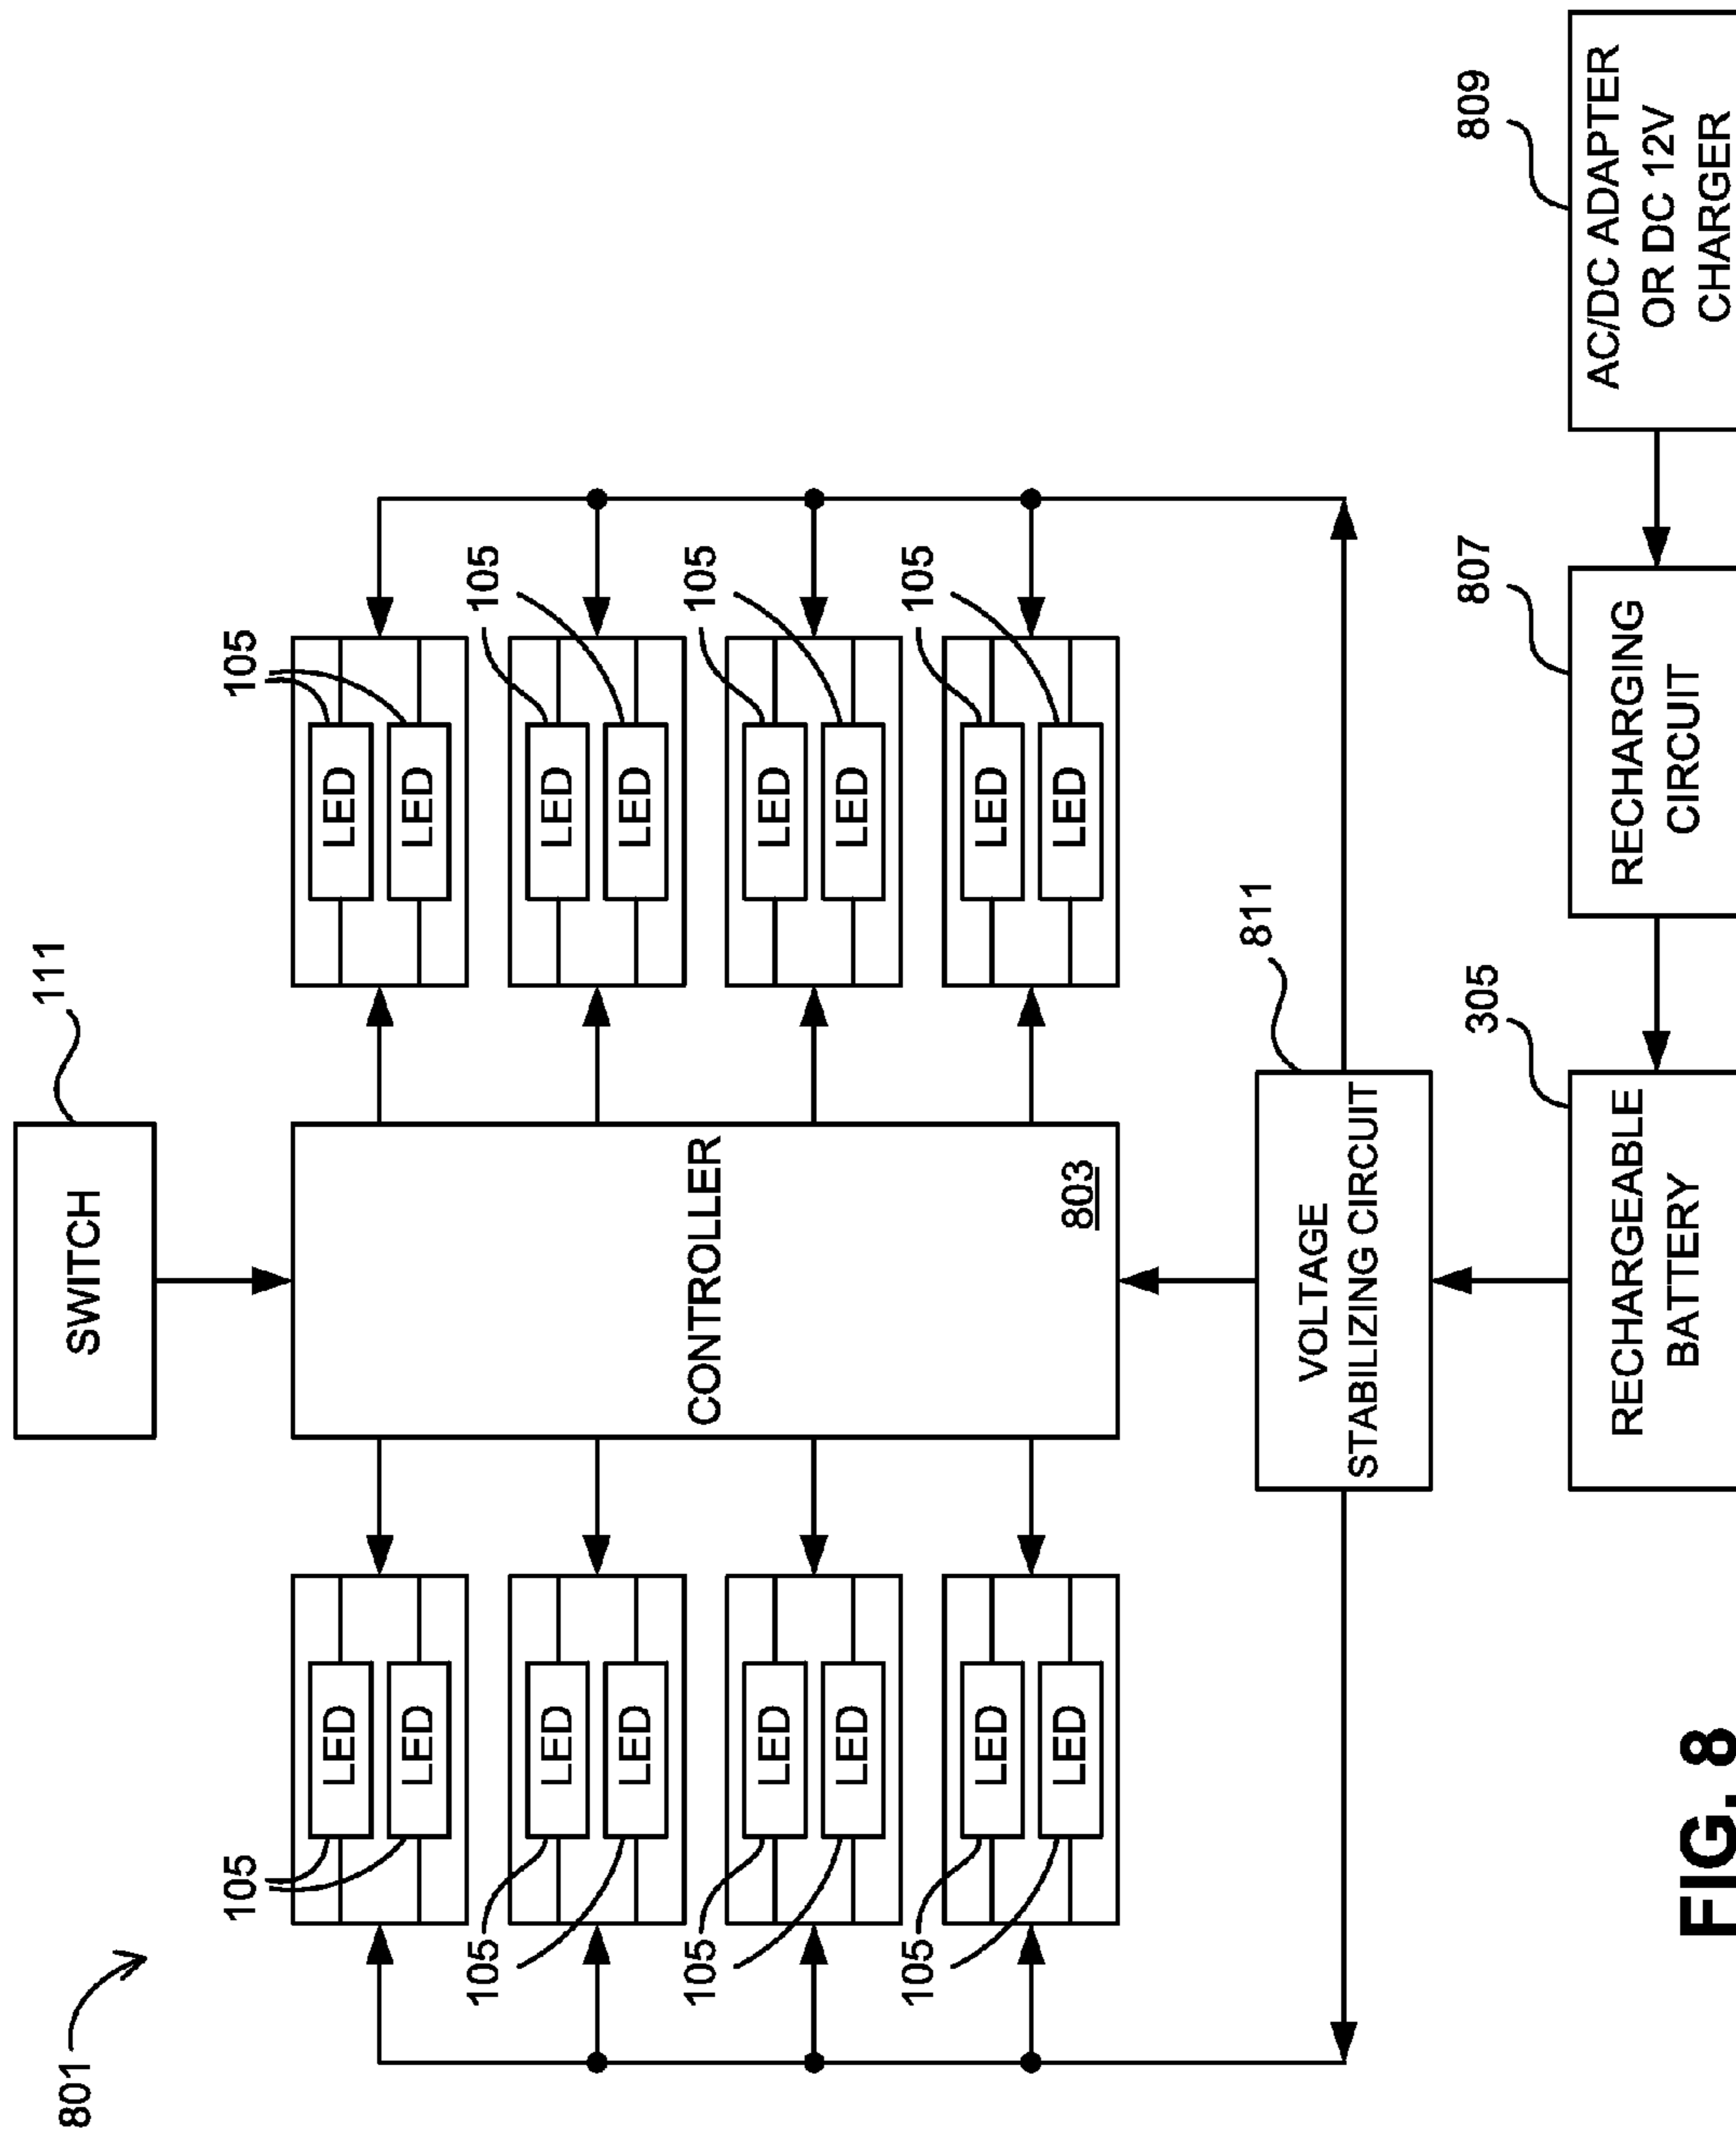 801
111
SWITCH
105
105
LED
LED
LED
LED
105
105
LED
LED
LED
LED
105
CONTROLLER
105
LED
LED
LED
LED
105
105
LED
LED
LED
803
LED
811
VOLTAGE
STABILIZING CIRCUIT
305
807
809
RECHARGEABLE
BATTERY
RECHARGING
CIRCUIT
AC/DC ADAPTER
OR DC 12V
CHARGER
FIG. 8